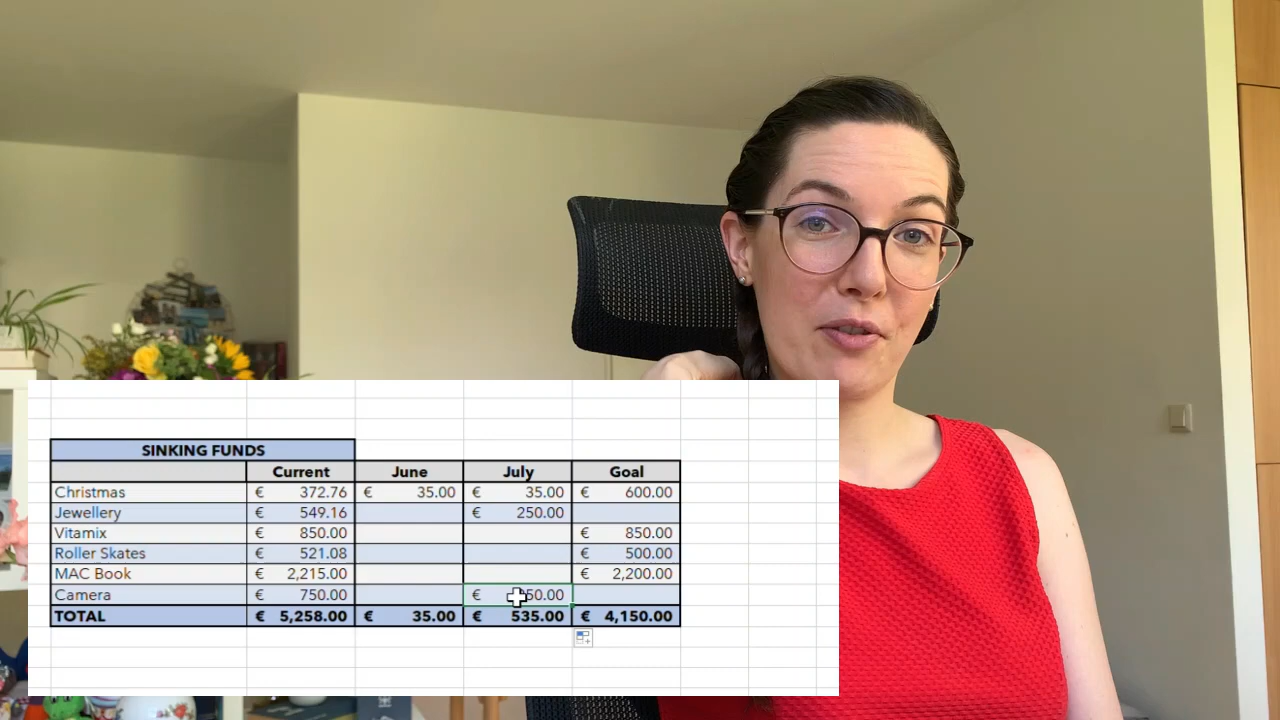 SINKING FUNDS
Current June July Goal
Christmas € 372.76 € 35.00 € 35.00 € 600.00
Jewellery € 549.16 € 250.00
Vitamix € 850.00 € 850.00
Roller Skates € 521.08 € 500.00
MAC Book € 2,215.00 € 2,200.00
Camera € 750.00 €
TOTAL € 5,258.00 € 35.00 € 535.00 € 4,150.00